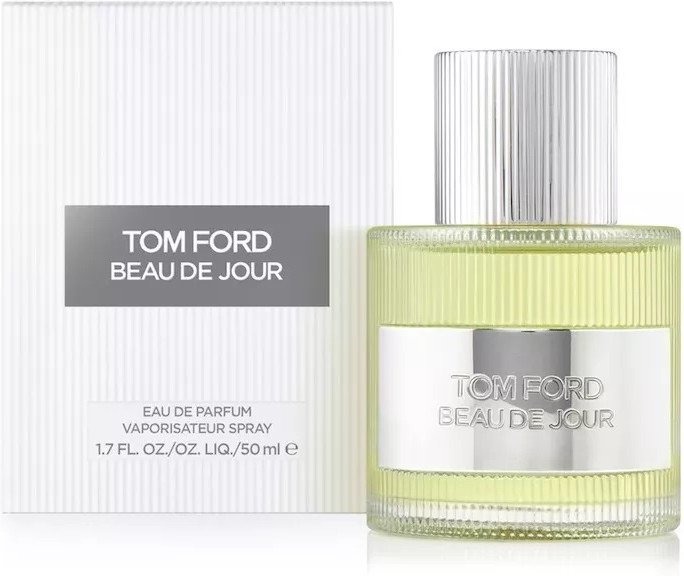 TOM FORD
BEAU DE JOUR
EAU DE PARFUM
VAPORISATEUR SPRAY
1.7 FL. OZ./OZ. LIQ./50 ml ℮
TOM FORD
BEAU DE JOUR